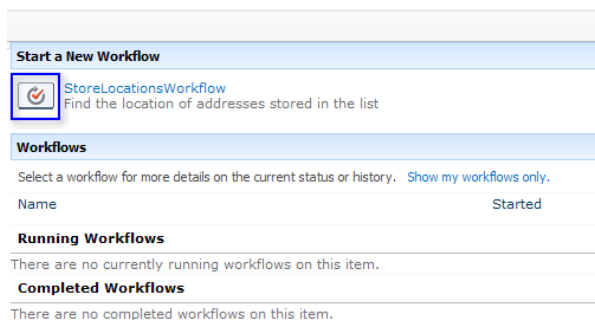 Start a New Workflow
StoreLocationsWorkflow
Find the location of addresses stored in the list
Workflows
Select a workflow for more details on the current status or history. Show my workflows only.
Name Started
Running Workflows
There are no currently running workflows on this item.
Completed Workflows
There are no completed workflows on this item.